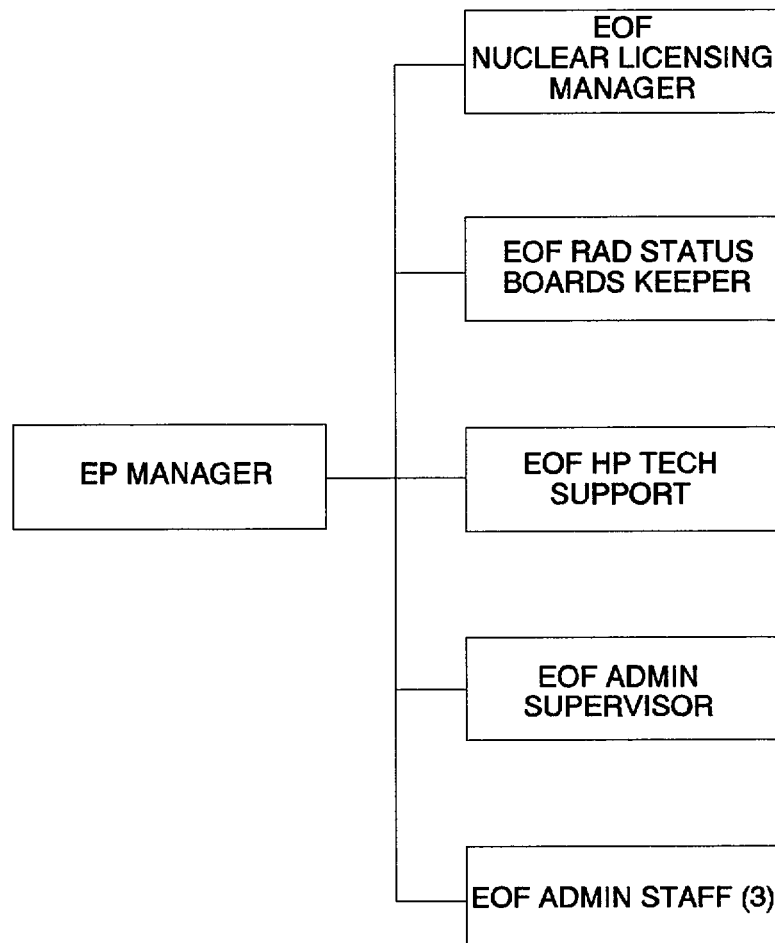 EOF
NUCLEAR LICENSING
MANAGER
EOF RAD STATUS
BOARDS KEEPER
EP MANAGER
EOF HP TECH
SUPPORT
EOF ADMIN
SUPERVISOR
EOF ADMIN STAFF (3)